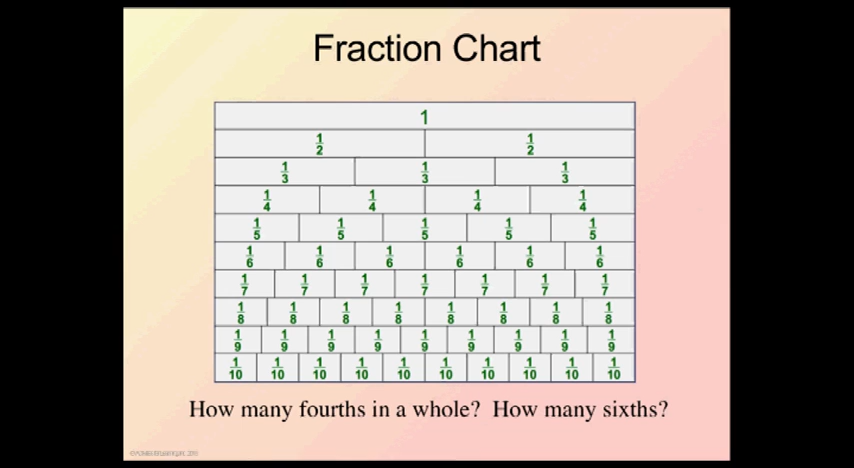 Fraction Chart
1
1/2 1/2
1/3 1/3 1/3
1/4 1/4 1/4 1/4
1/5 1/5 1/5 1/5 1/5
1/6 1/6 1/6 1/6 1/6 1/6
1/7 1/7 1/7 1/7 1/7 1/7 1/7
1/8 1/8 1/8 1/8 1/8 1/8 1/8 1/8
1/9 1/9 1/9 1/9 1/9 1/9 1/9 1/9 1/9
1/10 1/10 1/10 1/10 1/10 1/10 1/10 1/10 1/10 1/10
How many fourths in a whole? How many sixths?